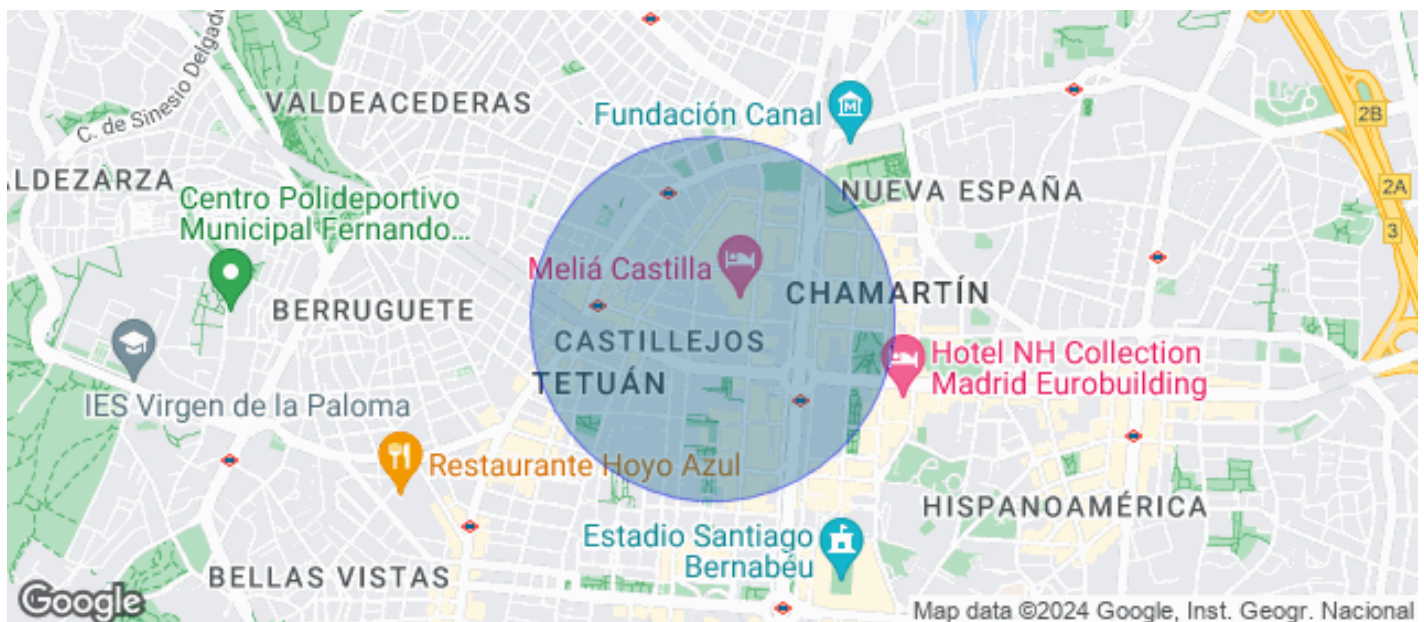 C. de Sinesio Delgado
VALDEACEDERAS
Fundación Canal
2B
ALDEZARZA
Centro Polideportivo
Municipal Fernando...
NUEVA ESPAÑA
2A
3
Meliá Castilla
CHAMARTÍN
BERRUGUETE
CASTILLEJOS
TETUÁN
Hotel NH Collection
Madrid Eurobuilding
IES Virgen de la Paloma
Restaurante Hoyo Azul
HISPANOAMÉRICA
Estadio Santiago
Bernabéu
BELLAS VISTAS
Google
Map data ©2024 Google, Inst. Geogr. Nacional